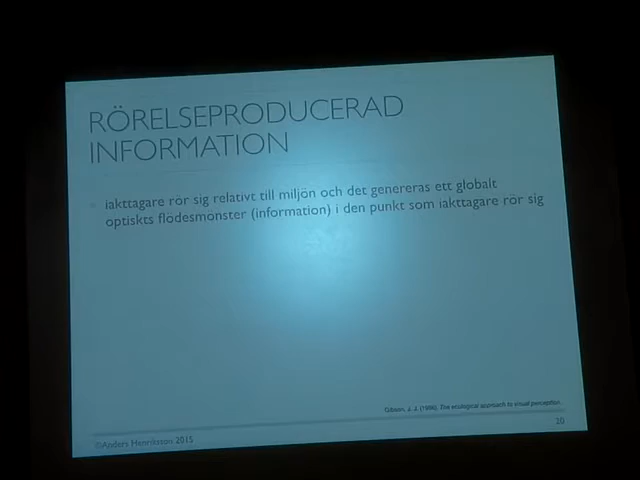 RÖRELSEPRODUCERAD
INFORMATION
iakttagare rör sig relativt till miljön och det genereras ett globalt
optiskts flödesmönster (information) i den punkt som iakttagare rör sig
Gibson, J. J. (1986). The ecological approach to visual perception.
©Anders Henriksson 2015
20